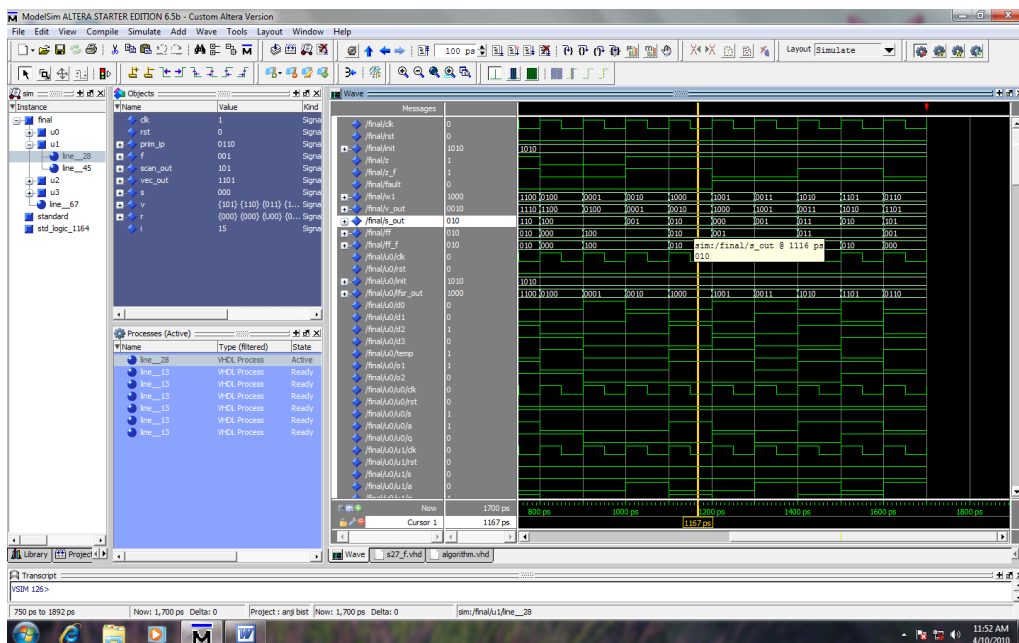 ModelSim ALTERA STARTER EDITION 6.5b - Custom Altera Version
File Edit View Compile Simulate Add Wave Tools Layout Window Help
100 ps
Layout Simulate
sim
Objects
Wave
Instance
Name Value Kind
Messages
final
u0
u1
line__28
line__45
u2
u3
line__67
standard
std_logic_1164
clk 1 Signa
rst 0 Signa
prim_ip 0110 Signa
f 001 Signa
scan_out 101 Signa
vec_out 1101 Signa
s 000 Signa
v {101} {110} {011} {1... Signa
r {000} {000} {U00} {0... Signa
i 15 Signa
/final/clk 0
/final/rst 0
/final/init 1010 1010
/final/z 1
/final/z_f 1
/final/fault 0
/final/w1 1000 1100 0100 0001 0010 1000 1001 0011 1010 1101 0110
/final/v_out 0010 1110 1100 0100 0001 0010 1000 1001 0011 1010 1101
/final/s_out 010 110 100 001 010 000 001 011 010 101
/final/ff 010 010 000 100 010 001 011 001
/final/ff_f 010 010 000 100 010 010 000
sim:/final/s_out @ 1116 ps
010
/final/u0/clk 0
/final/u0/rst 0
/final/u0/init 1010 1010
/final/u0/lfsr_out 1000 1100 0100 0001 0010 1000 1001 0011 1010 1101 0110
/final/u0/d0 0
/final/u0/d1 0
/final/u0/d2 1
/final/u0/d3 0
/final/u0/temp 1
/final/u0/o1 1
/final/u0/o2 0
/final/u0/u0/clk 0
/final/u0/u0/rst 0
/final/u0/u0/s 1
/final/u0/u0/a 1
/final/u0/u0/q 0
/final/u0/u1/clk 0
/final/u0/u1/rst 0
/final/u0/u1/s 0
/final/u0/u1/a 0
Processes (Active)
Name Type (filtered) State
line__28 VHDL Process Active
line__13 VHDL Process Ready
line__13 VHDL Process Ready
line__13 VHDL Process Ready
line__13 VHDL Process Ready
line__13 VHDL Process Ready
line__13 VHDL Process Ready
Now 1700 ps
800 ps 1000 ps 1200 ps 1400 ps 1600 ps 1800 ps
Cursor 1 1167 ps 1167 ps
Library Project
Wave s27_f.vhd algorithm.vhd
Transcript
VSIM 126>
750 ps to 1892 ps Now: 1,700 ps Delta: 0 Project : anji bist Now: 1,700 ps Delta: 0 sim:/final/u1/line__28
11:52 AM
4/10/2010